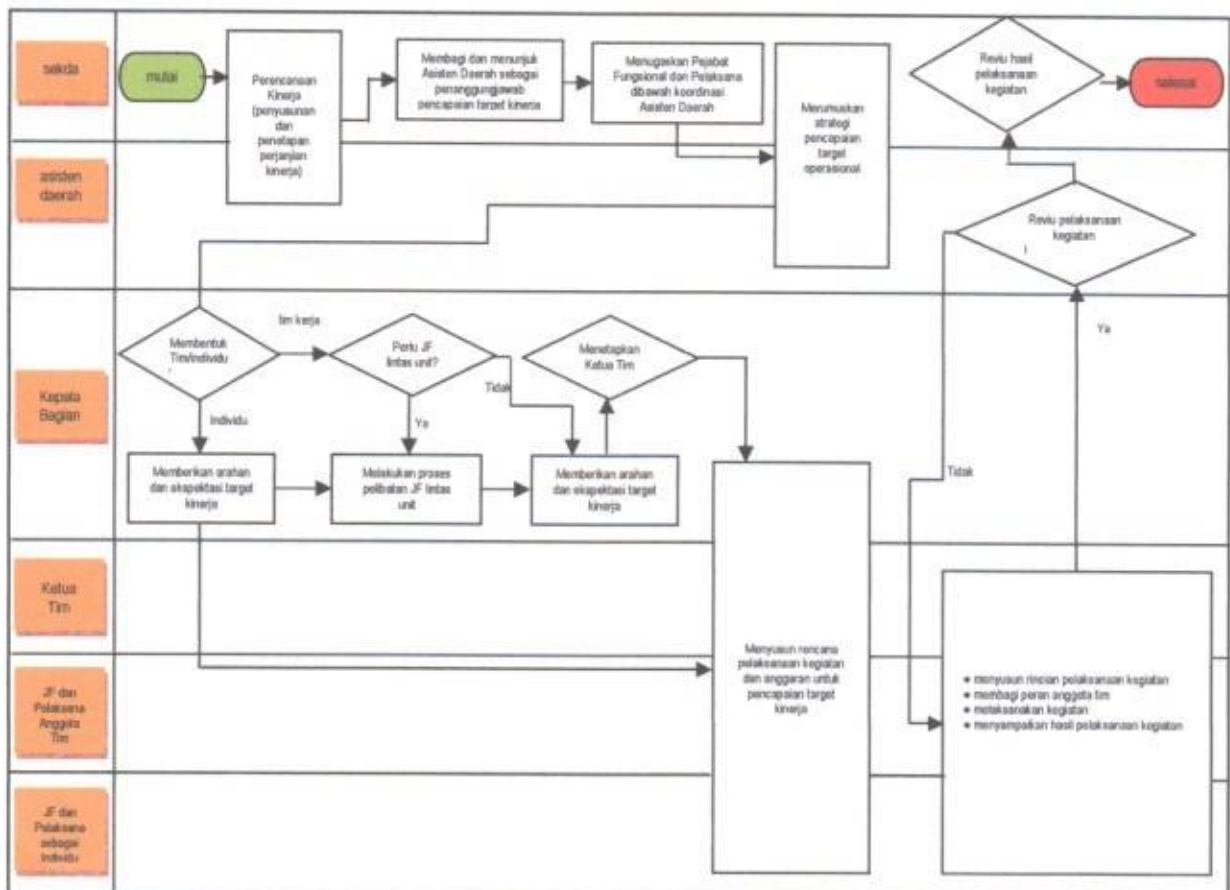 sekda
mulai
Perencanaan
Kinerja
(penyusunan
dan
penetapan
perjanjian
kinerja)
Membagi dan menunjuk
Asisten Daerah sebagai
penanggungjawab
pencapaian target kinerja
Menugaskan Pejabat
Fungsional dan Pelaksana
dibawah koordinasi
Asisten Daerah
Merumuskan
strategi
pencapaian
target
operasional
Reviu hasil
pelaksanaan
kegiatan
selesai
asisten
daerah
Reviu pelaksanaan
kegiatan
Kepala
Bagian
Membentuk
Tim/Individu
tim kerja
Perlu JF
lintas unit?
Tidak
Menetapkan
Ketua Tim
Ya
Individu
Ya
Memberikan arahan
dan ekspektasi target
kinerja
Melakukan proses
pelibatan JF lintas
unit
Memberikan arahan
dan ekspektasi target
kinerja
Tidak
Ketua
Tim
JF dan
Pelaksana
Anggota
Tim
Menyusun rencana
pelaksanaan kegiatan
dan anggaran untuk
pencapaian target
kinerja
• menyusun rincian pelaksanaan kegiatan
• membagi peran anggota tim
• melaksanakan kegiatan
• menyampaikan hasil pelaksanaan kegiatan
JF dan
Pelaksana
sebagai
Individu